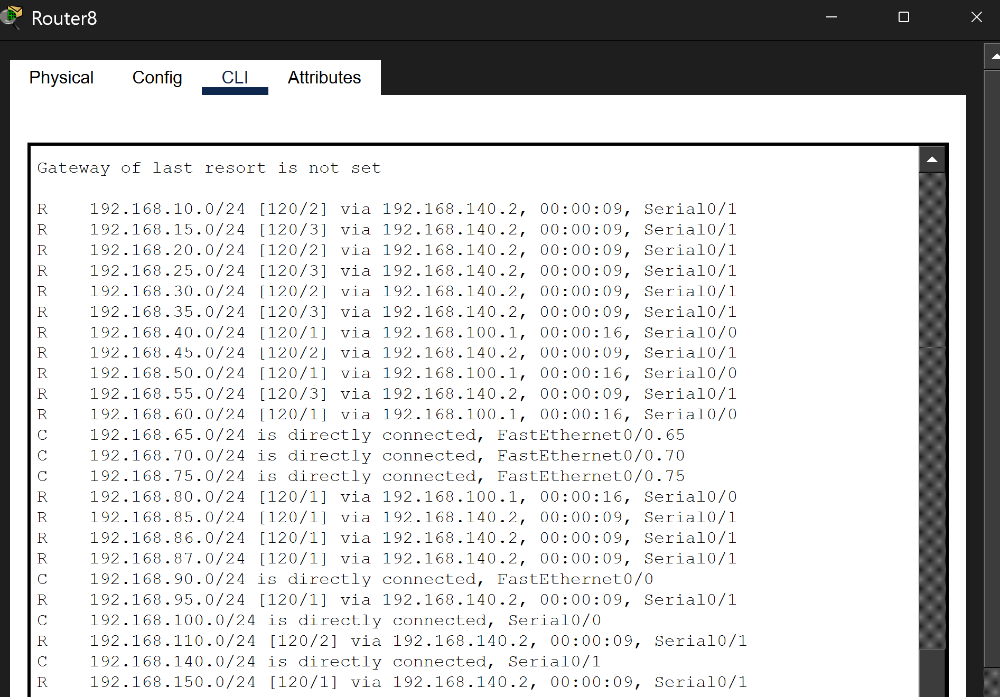 Router8
Physical Config CLI Attributes
Gateway of last resort is not set
R 192.168.10.0/24 [120/2] via 192.168.140.2, 00:00:09, Serial0/1
R 192.168.15.0/24 [120/3] via 192.168.140.2, 00:00:09, Serial0/1
R 192.168.20.0/24 [120/2] via 192.168.140.2, 00:00:09, Serial0/1
R 192.168.25.0/24 [120/3] via 192.168.140.2, 00:00:09, Serial0/1
R 192.168.30.0/24 [120/2] via 192.168.140.2, 00:00:09, Serial0/1
R 192.168.35.0/24 [120/3] via 192.168.140.2, 00:00:09, Serial0/1
R 192.168.40.0/24 [120/1] via 192.168.100.1, 00:00:16, Serial0/0
R 192.168.45.0/24 [120/2] via 192.168.140.2, 00:00:09, Serial0/1
R 192.168.50.0/24 [120/1] via 192.168.100.1, 00:00:16, Serial0/0
R 192.168.55.0/24 [120/3] via 192.168.140.2, 00:00:09, Serial0/1
R 192.168.60.0/24 [120/1] via 192.168.100.1, 00:00:16, Serial0/0
C 192.168.65.0/24 is directly connected, FastEthernet0/0.65
C 192.168.70.0/24 is directly connected, FastEthernet0/0.70
C 192.168.75.0/24 is directly connected, FastEthernet0/0.75
R 192.168.80.0/24 [120/1] via 192.168.100.1, 00:00:16, Serial0/0
R 192.168.85.0/24 [120/1] via 192.168.140.2, 00:00:09, Serial0/1
R 192.168.86.0/24 [120/1] via 192.168.140.2, 00:00:09, Serial0/1
R 192.168.87.0/24 [120/1] via 192.168.140.2, 00:00:09, Serial0/1
C 192.168.90.0/24 is directly connected, FastEthernet0/0
R 192.168.95.0/24 [120/1] via 192.168.140.2, 00:00:09, Serial0/1
C 192.168.100.0/24 is directly connected, Serial0/0
R 192.168.110.0/24 [120/2] via 192.168.140.2, 00:00:09, Serial0/1
C 192.168.140.0/24 is directly connected, Serial0/1
R 192.168.150.0/24 [120/1] via 192.168.140.2, 00:00:09, Serial0/1